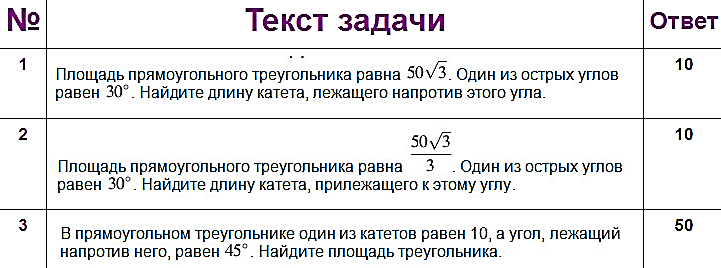 № Текст задачи Ответ
1 Площадь прямоугольного треугольника равна 50√3. Один из острых углов 10
равен 30°. Найдите длину катета, лежащего напротив этого угла.
2 Площадь прямоугольного треугольника равна 50√3/3. Один из острых углов 10
равен 30°. Найдите длину катета, прилежащего к этому углу.
3 В прямоугольном треугольнике один из катетов равен 10, а угол, лежащий 50
напротив него, равен 45°. Найдите площадь треугольника.